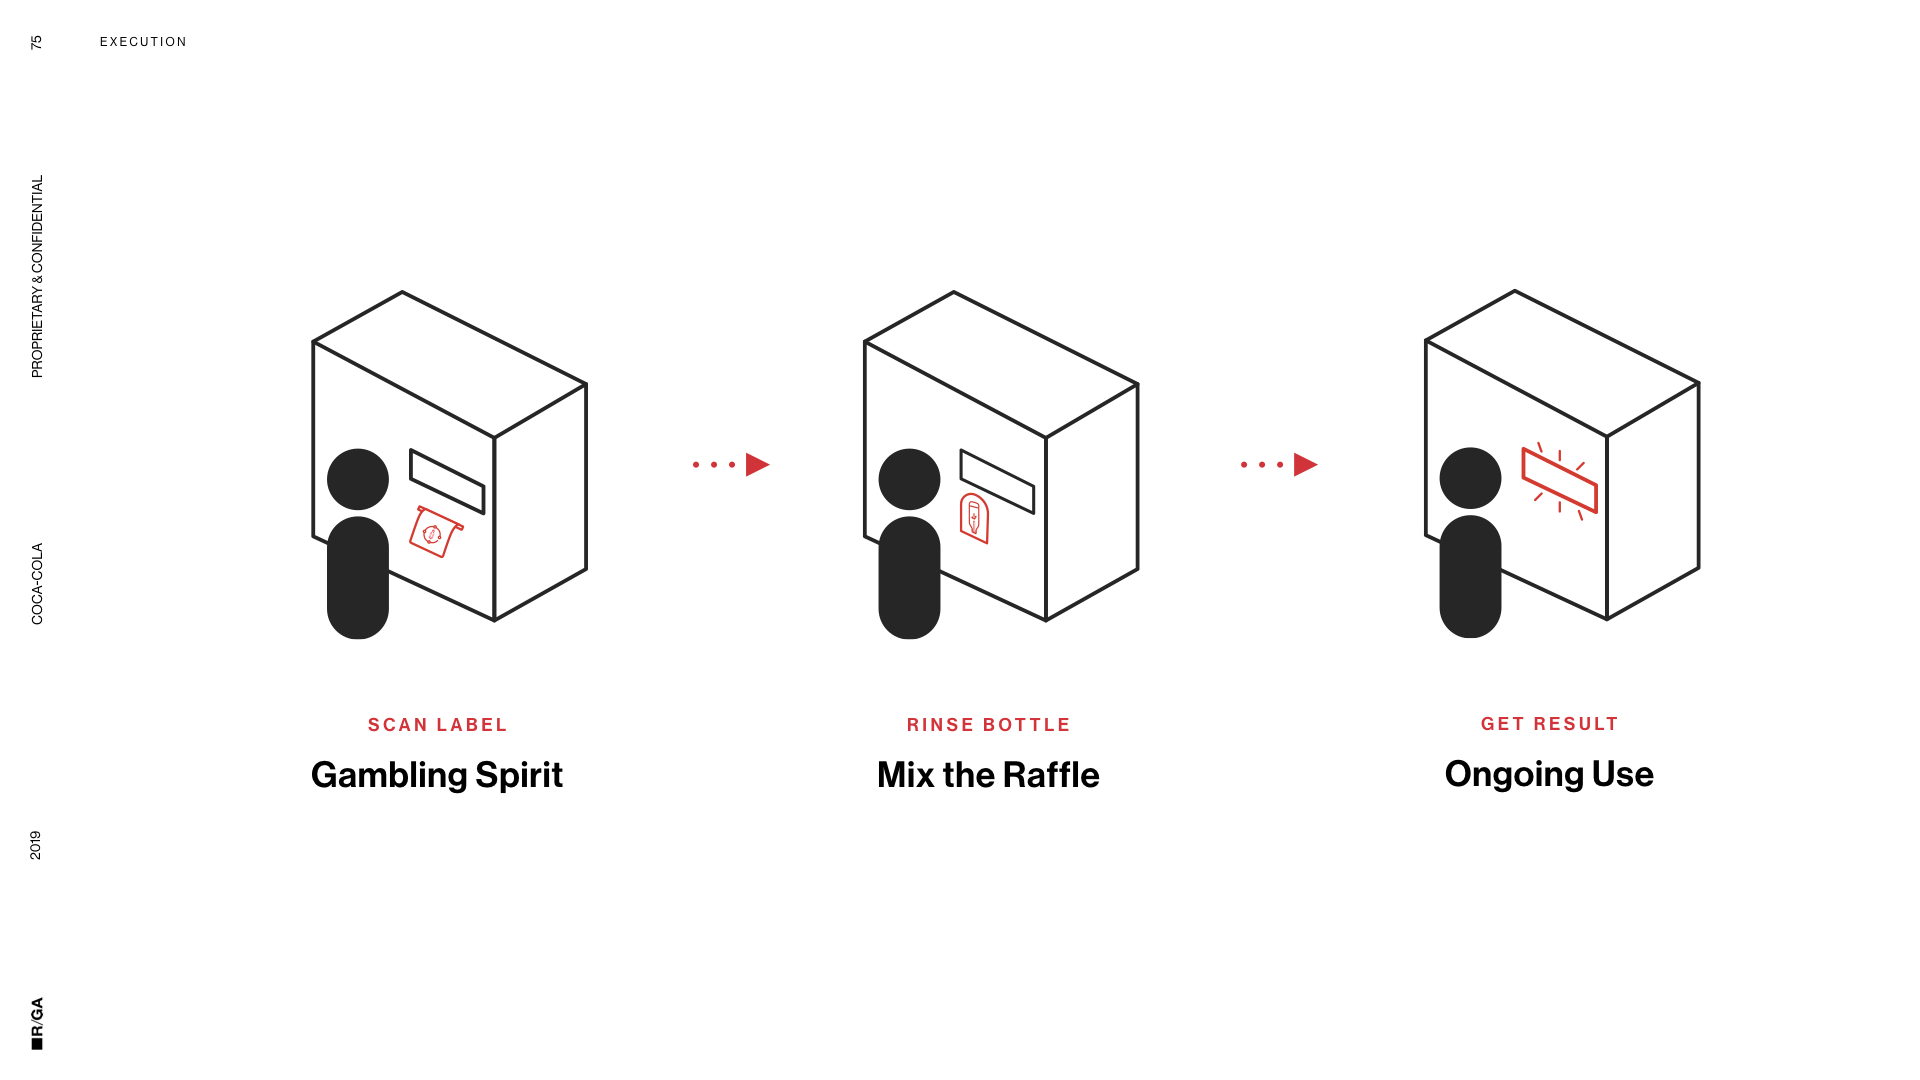 75
EXECUTION
PROPRIETARY & CONFIDENTIAL
COCA-COLA
2019
R/GA
SCAN LABEL
Gambling Spirit
RINSE BOTTLE
Mix the Raffle
GET RESULT
Ongoing Use